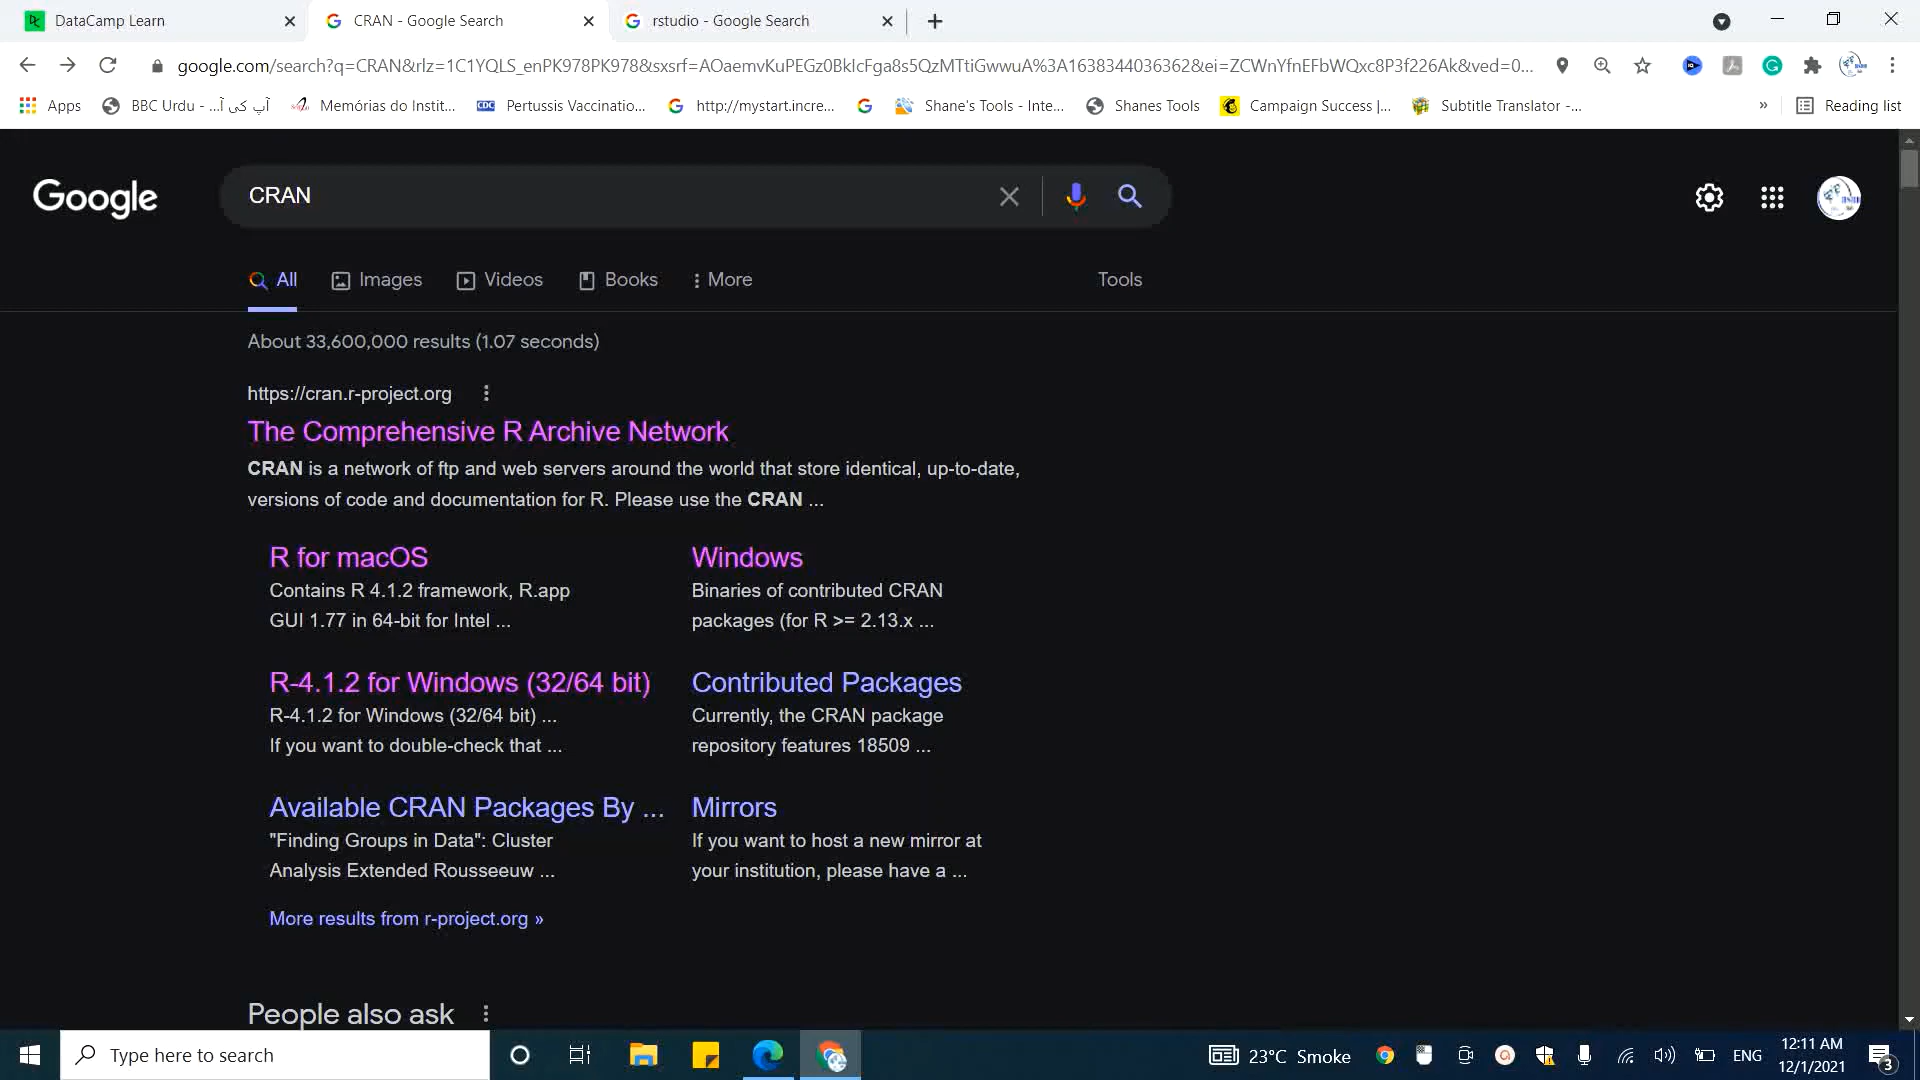 DataCamp Learn
CRAN - Google Search
rstudio - Google Search
google.com/search?q=CRAN&rlz=1C1YQLS_enPK978PK978&sxsrf=AOaemvKuPEGz0BkIcFga8s5QzMTtiGwwuA%3A1638344036362&ei=ZCWnYfnEFbWQxc8P3f226Ak&ved=0...
Apps
BBC Urdu - ...آپ کی آ
Memórias do Instit...
CDC Pertussis Vaccinatio...
http://mystart.incre...
Shane's Tools - Inte...
Shanes Tools
Campaign Success |...
Subtitle Translator -...
»
Reading list
Google
CRAN
All
Images
Videos
Books
More
Tools
About 33,600,000 results (1.07 seconds)
https://cran.r-project.org
The Comprehensive R Archive Network
CRAN is a network of ftp and web servers around the world that store identical, up-to-date,
versions of code and documentation for R. Please use the CRAN ...
R for macOS
Contains R 4.1.2 framework, R.app
GUI 1.77 in 64-bit for Intel ...
Windows
Binaries of contributed CRAN
packages (for R >= 2.13.x ...
R-4.1.2 for Windows (32/64 bit)
R-4.1.2 for Windows (32/64 bit) ...
If you want to double-check that ...
Contributed Packages
Currently, the CRAN package
repository features 18509 ...
Available CRAN Packages By ...
"Finding Groups in Data": Cluster
Analysis Extended Rousseeuw ...
Mirrors
If you want to host a new mirror at
your institution, please have a ...
More results from r-project.org »
People also ask
Type here to search
23°C Smoke
ENG
12:11 AM
12/1/2021
3